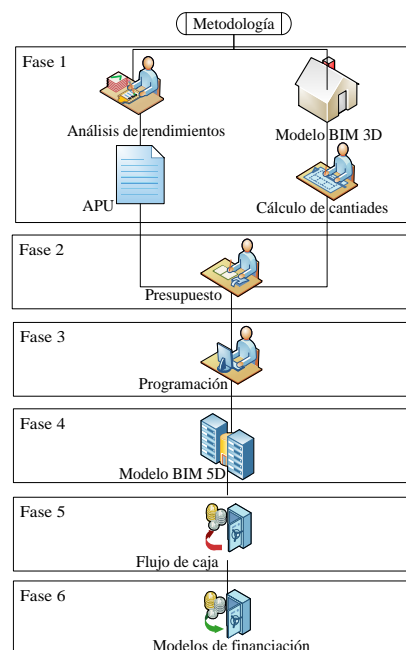 Metodología
Fase 1
Análisis de rendimientos
Modelo BIM 3D
APU
Cálculo de cantiades
Fase 2
Presupuesto
Fase 3
Programación
Fase 4
Modelo BIM 5D
Fase 5
Flujo de caja
Fase 6
Modelos de financiación